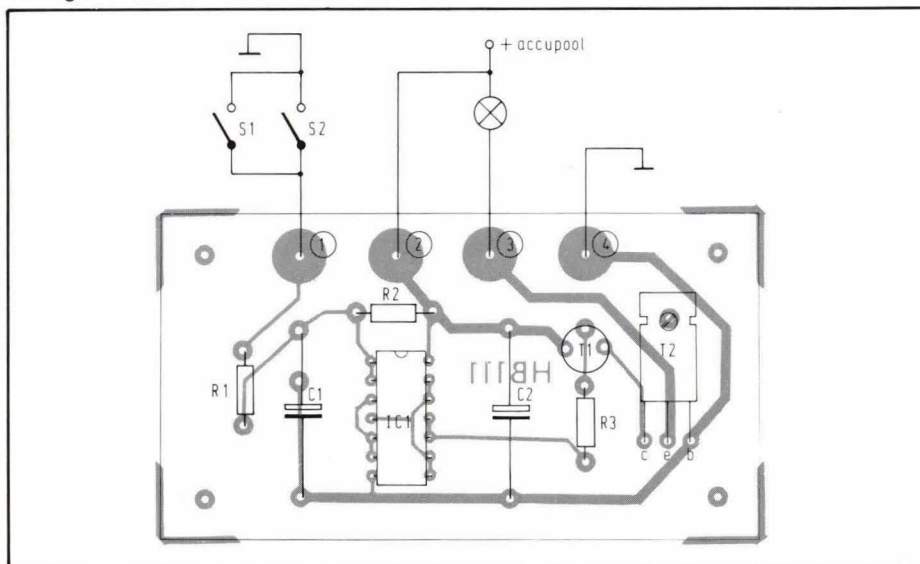 + accupool
S1 S2
1 2 3 4
R2
T1 T2
HB111
R1 C1 IC1 C2 R3
c e b